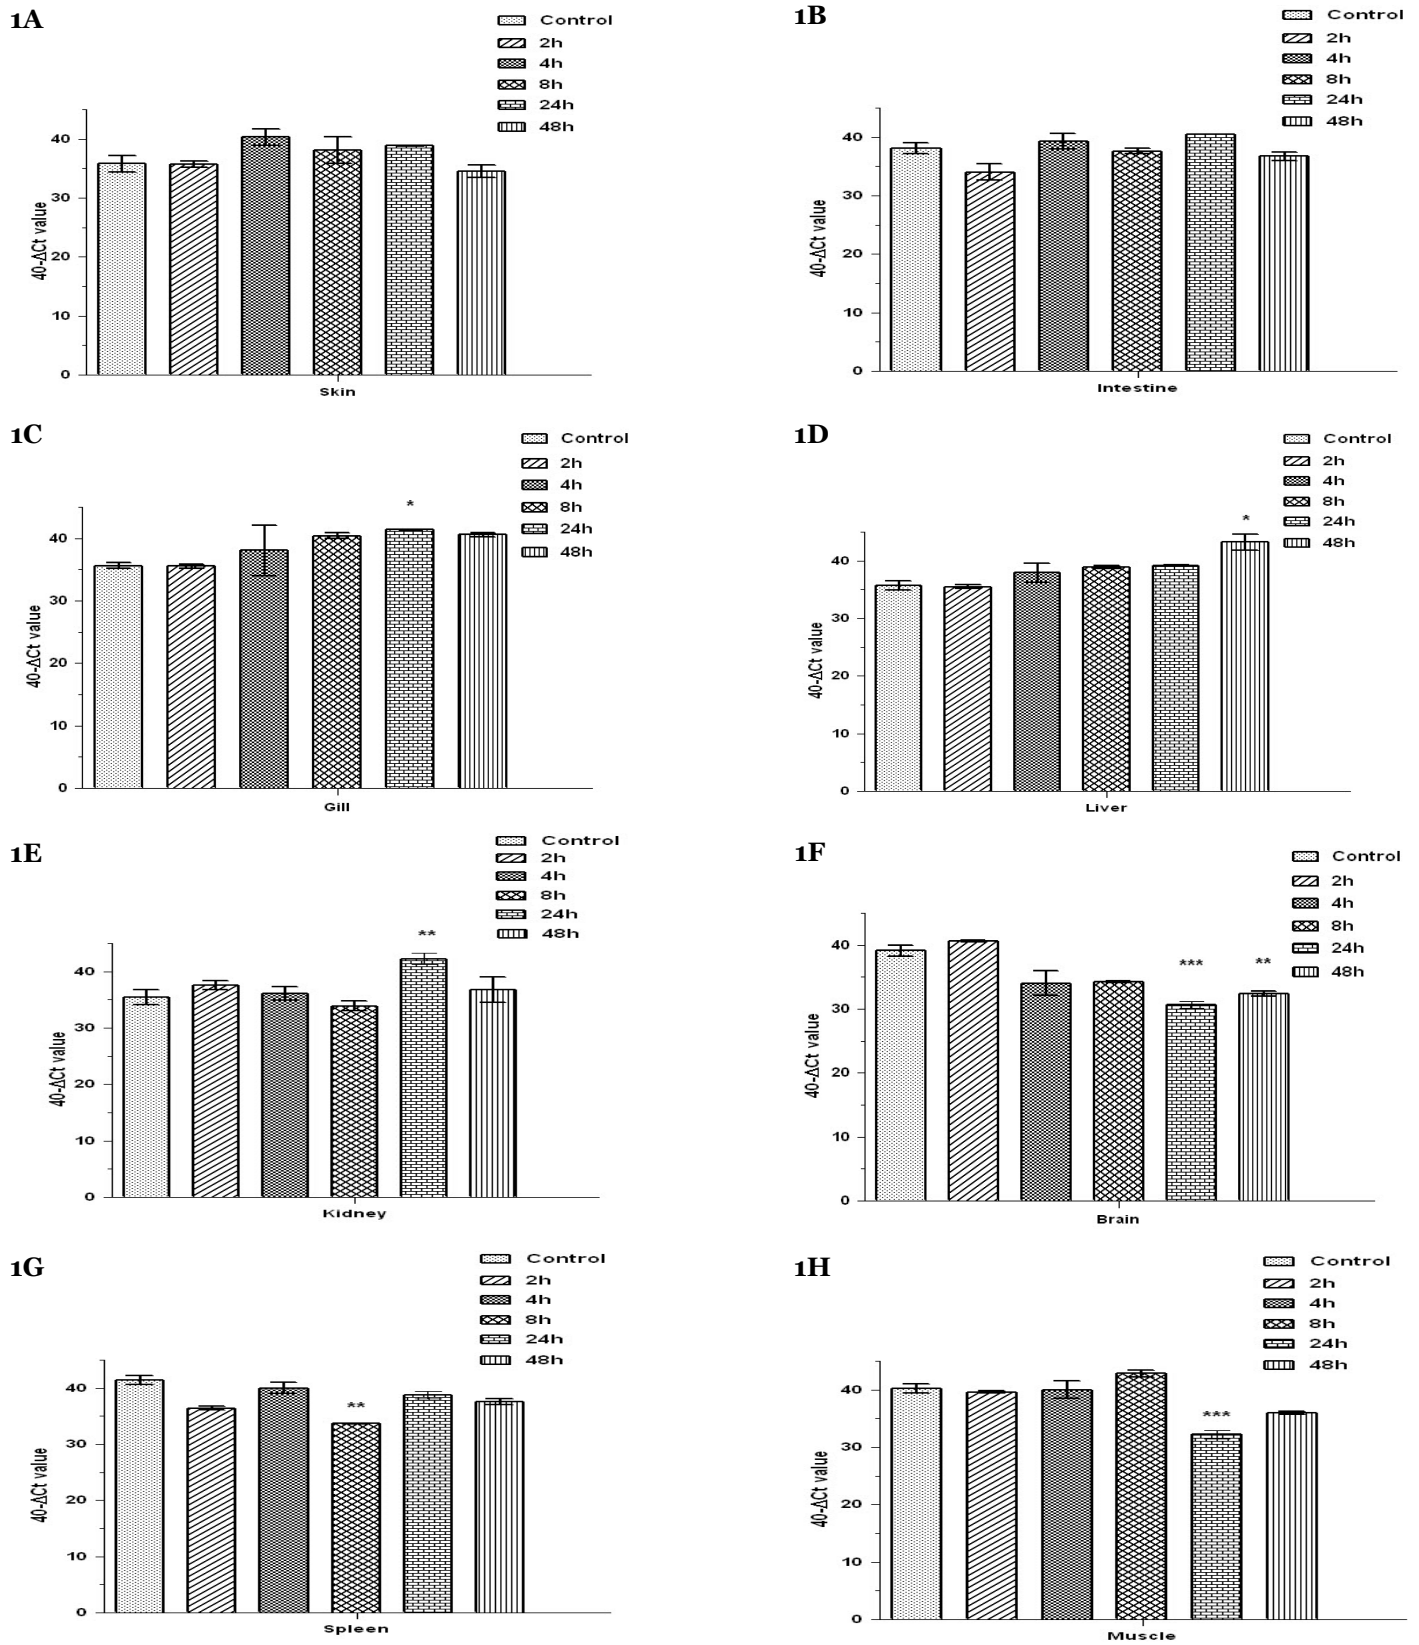 1A
Control
2h
4h
8h
24h
48h
40
30
20
10
0
40-ΔCt value
Skin
1B
Control
2h
4h
8h
24h
48h
40
30
20
10
0
40-ΔCt value
Intestine
1C
Control
2h
4h
8h
24h
48h
*
40
30
20
10
0
40-ΔCt value
Gill
1D
Control
2h
4h
8h
24h
48h
*
40
30
20
10
0
40-ΔCt value
Liver
1E
Control
2h
4h
8h
24h
48h
**
40
30
20
10
0
40-ΔCt value
Kidney
1F
Control
2h
4h
8h
24h
48h
*** **
40
30
20
10
0
40-ΔCt value
Brain
1G
Control
2h
4h
8h
24h
48h
**
40
30
20
10
0
40-ΔCt value
Spleen
1H
Control
2h
4h
8h
24h
48h
***
40
30
20
10
0
40-ΔCt value
Muscle